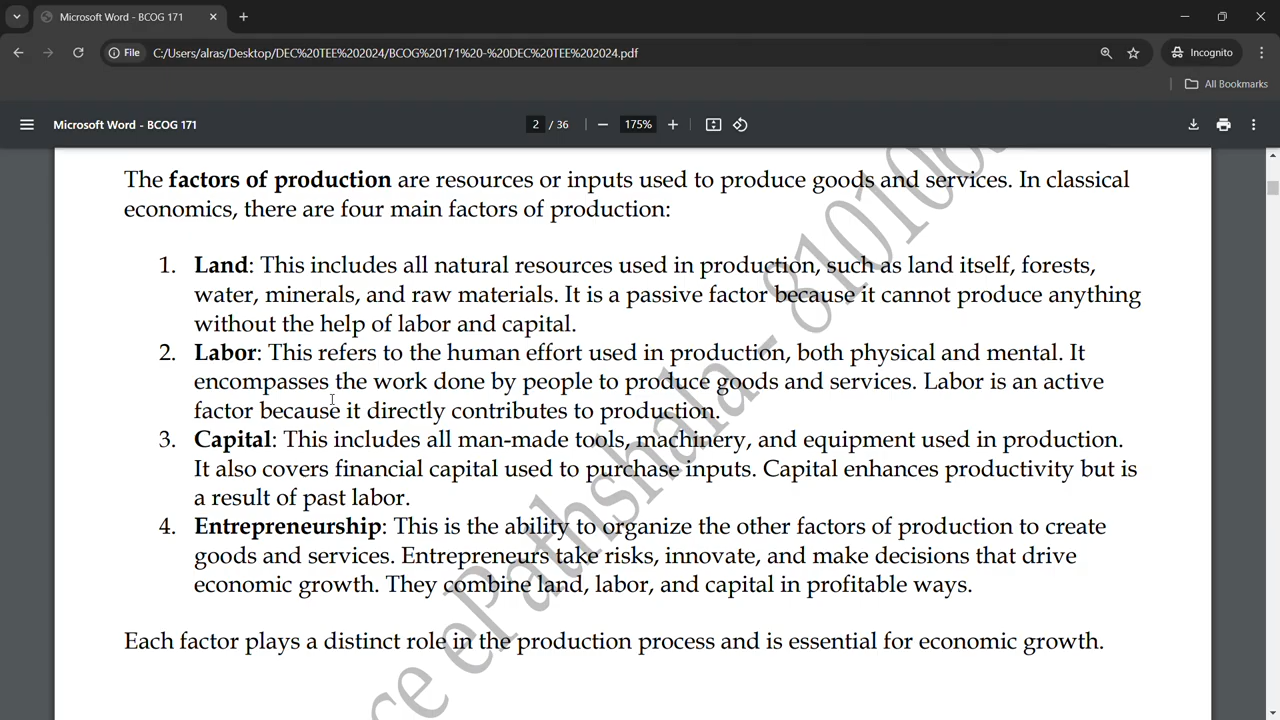 Microsoft Word - BCOG 171
File C:/Users/alras/Desktop/DEC%20TEE%202024/BCOG%20171%20-%20DEC%20TEE%202024.pdf Incognito
All Bookmarks
Microsoft Word - BCOG 171 2 / 36 175%
The factors of production are resources or inputs used to produce goods and services. In classical
economics, there are four main factors of production:
1. Land: This includes all natural resources used in production, such as land itself, forests,
water, minerals, and raw materials. It is a passive factor because it cannot produce anything
without the help of labor and capital.
2. Labor: This refers to the human effort used in production, both physical and mental. It
encompasses the work done by people to produce goods and services. Labor is an active
factor because it directly contributes to production.
3. Capital: This includes all man-made tools, machinery, and equipment used in production.
It also covers financial capital used to purchase inputs. Capital enhances productivity but is
a result of past labor.
4. Entrepreneurship: This is the ability to organize the other factors of production to create
goods and services. Entrepreneurs take risks, innovate, and make decisions that drive
economic growth. They combine land, labor, and capital in profitable ways.
Each factor plays a distinct role in the production process and is essential for economic growth.
ePathshala -